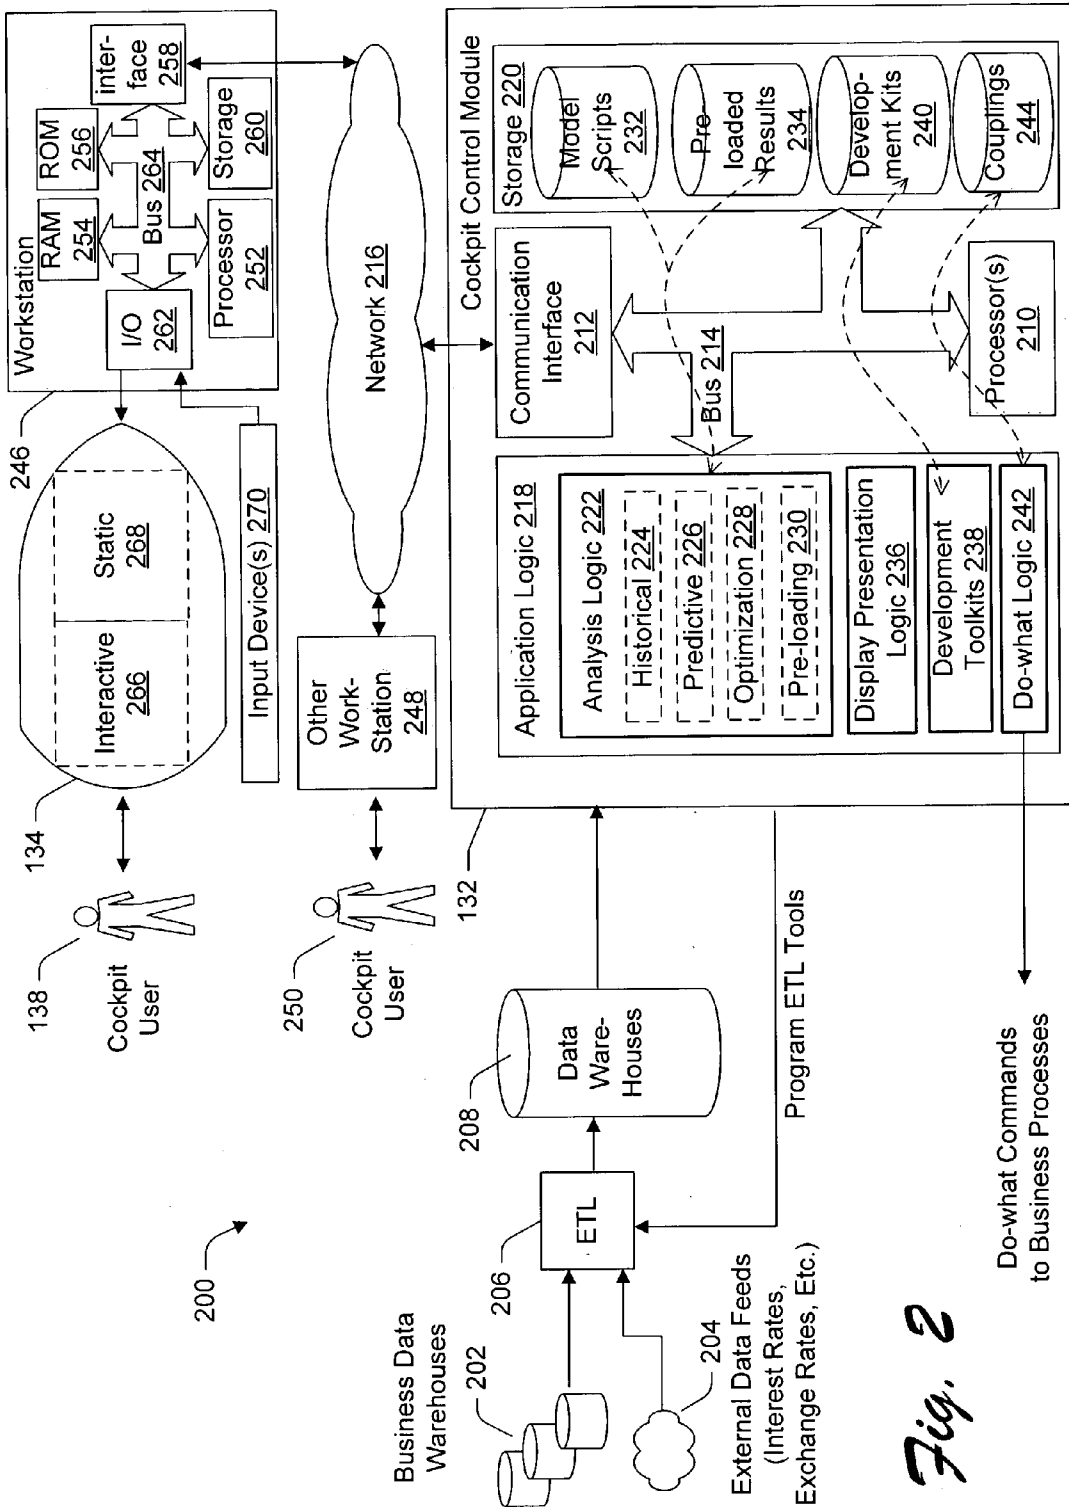 200
Business Data
Warehouses
202
External Data Feeds
(Interest Rates,
Exchange Rates, Etc.)
204
206
ETL
208
Data
Ware-
Houses
Program ETL Tools
Do-what Commands
to Business Processes
138
Cockpit
User
134
Interactive
266
Static
268
Input Device(s) 270
250
Cockpit
User
Other
Work-
Station
248
246
Workstation
I/O
262
RAM
254
ROM
256
Bus 264
Processor
252
Storage
260
inter-
face
258
Network 216
132
Cockpit Control Module
Application Logic 218
Analysis Logic 222
Historical 224
Predictive 226
Optimization 228
Pre-loading 230
Display Presentation
Logic 236
Development
Toolkits 238
Do-what Logic 242
Communication
Interface
212
Bus 214
Processor(s)
210
Storage 220
Model
Scripts
232
Pre-
loaded
Results
234
Develop-
ment Kits
240
Couplings
244
Fig. 2